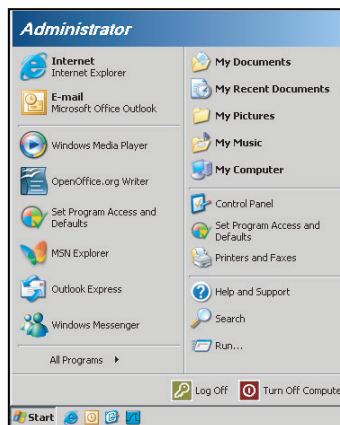 Administrator
Internet
Internet Explorer
E-mail
Microsoft Office Outlook
Windows Media Player
OpenOffice.org Writer
Set Program Access and
Defaults
MSN Explorer
Outlook Express
Windows Messenger
All Programs
My Documents
My Recent Documents
My Pictures
My Music
My Computer
Control Panel
Set Program Access and
Defaults
Printers and Faxes
Help and Support
Search
Run...
Log Off
Turn Off Compute
Start